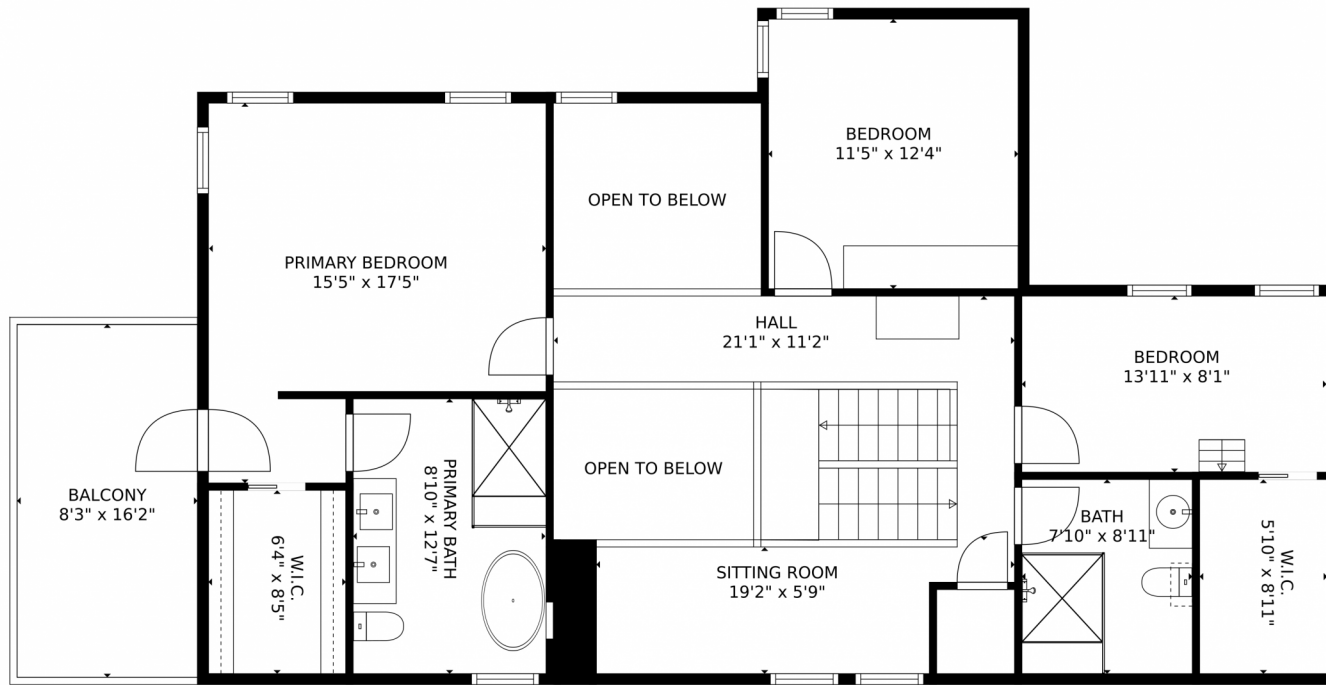 BEDROOM
11'5" x 12'4"
OPEN TO BELOW
PRIMARY BEDROOM
15'5" x 17'5"
HALL
21'1" x 11'2"
BEDROOM
13'11" x 8'1"
OPEN TO BELOW
BALCONY
8'3" x 16'2"
PRIMARY BATH
8'10" x 12'7"
BATH
7'10" x 8'11"
W.I.C.
6'4" x 8'5"
SITTING ROOM
19'2" x 5'9"
W.I.C.
5'10" x 8'11"